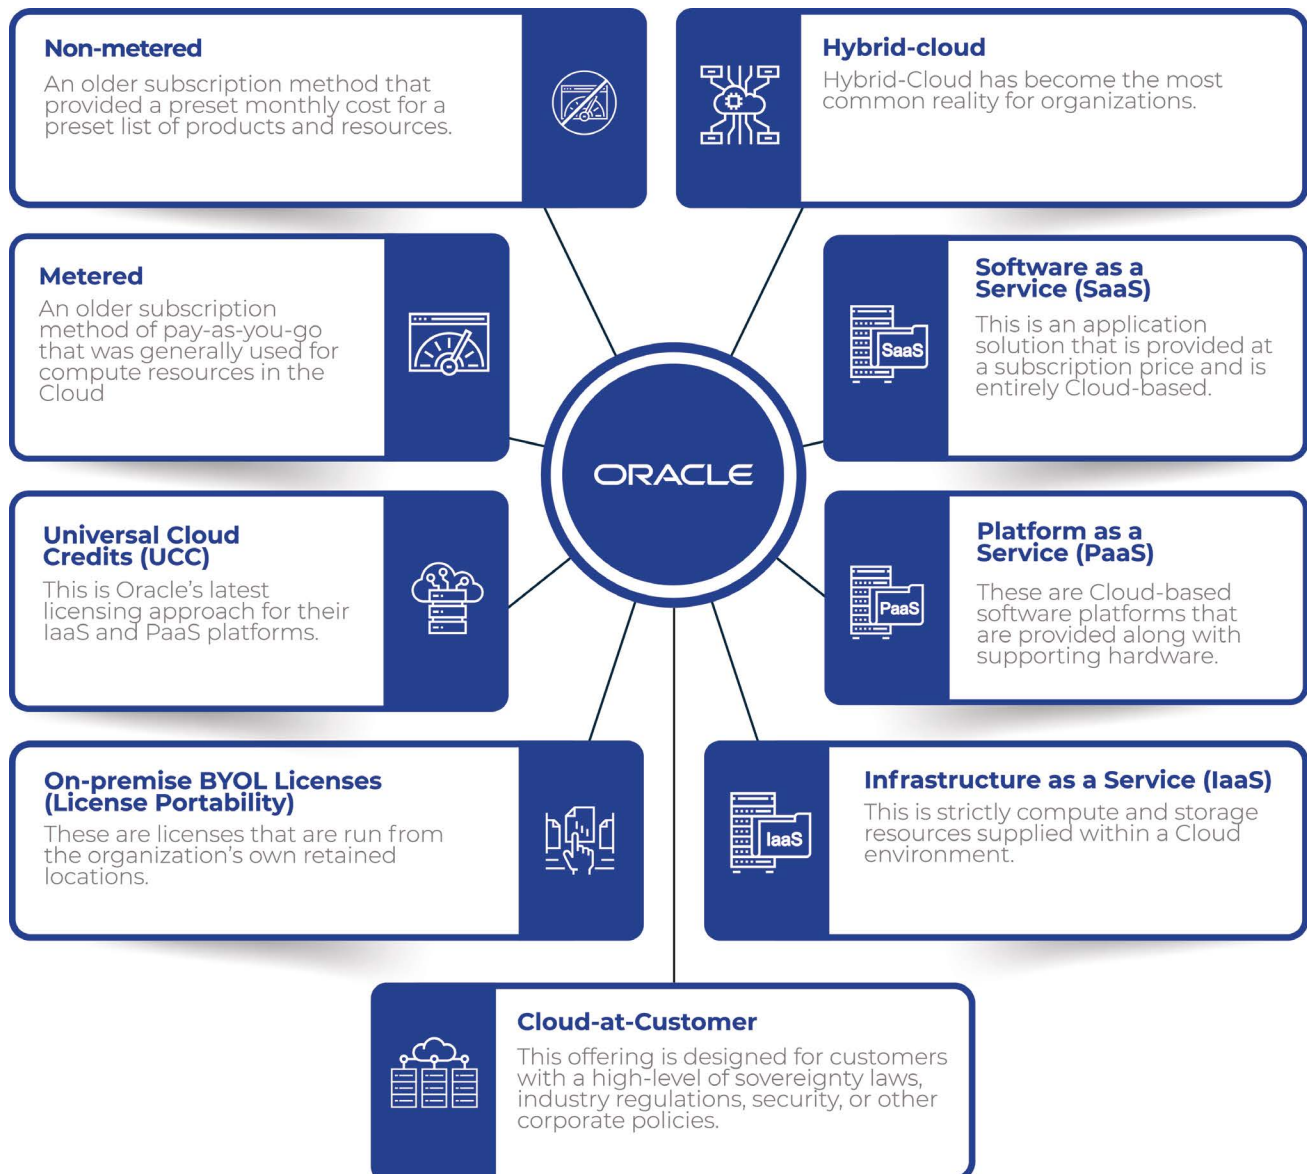 Non-metered
An older subscription method that
provided a preset monthly cost for a
preset list of products and resources.
Hybrid-cloud
Hybrid-Cloud has become the most
common reality for organizations.
Metered
An older subscription
method of pay-as-you-go
that was generally used for
compute resources in the
Cloud
Software as a
Service (SaaS)
This is an application
solution that is provided at
a subscription price and is
entirely Cloud-based.
SaaS
ORACLE
Universal Cloud
Credits (UCC)
This is Oracle’s latest
licensing approach for their
IaaS and PaaS platforms.
Platform as a
Service (PaaS)
These are Cloud-based
software platforms that
are provided along with
supporting hardware.
PaaS
On-premise BYOL Licenses
(License Portability)
These are licenses that are run from
the organization’s own retained
locations.
Infrastructure as a Service (IaaS)
This is strictly compute and storage
resources supplied within a Cloud
environment.
IaaS
Cloud-at-Customer
This offering is designed for customers
with a high-level of sovereignty laws,
industry regulations, security, or other
corporate policies.